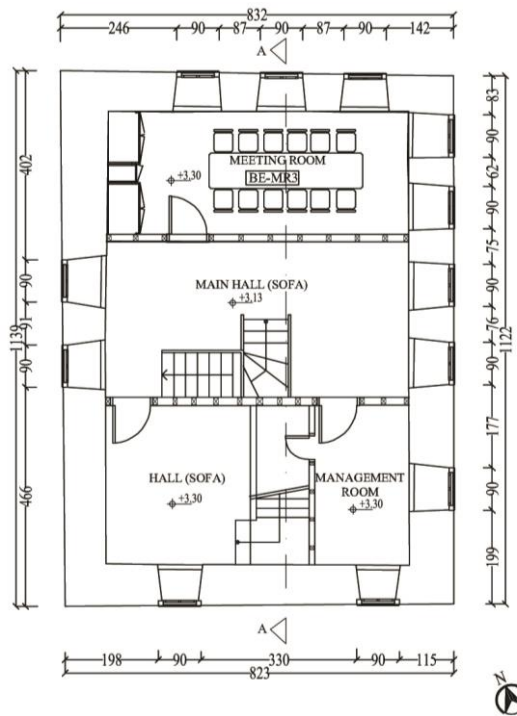 832
246 90 87 90 87 90 142
A
MEETING ROOM
BE-MR3
+3,30
MAIN HALL (SOFA)
+3,13
HALL (SOFA)
+3,30
MANAGEMENT
ROOM
+3,30
402
90
91
90
466
1139
83
90
62
90
75
90
76
90
177
90
199
1122
A
198 90 330 90 115
823
N